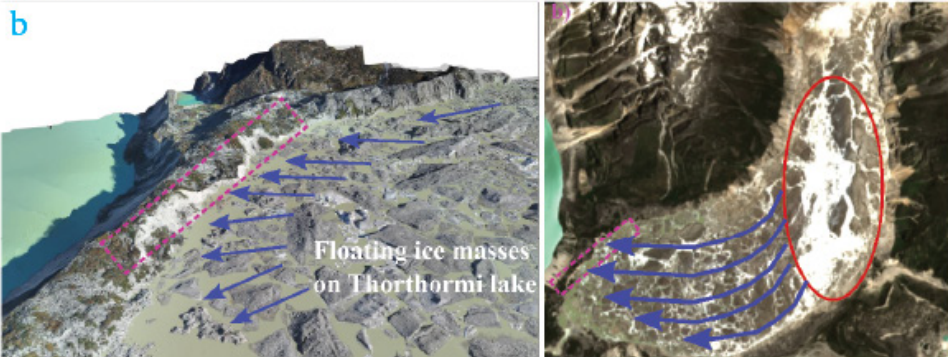 b
b)
Floating ice masses
on Thorthormi lake